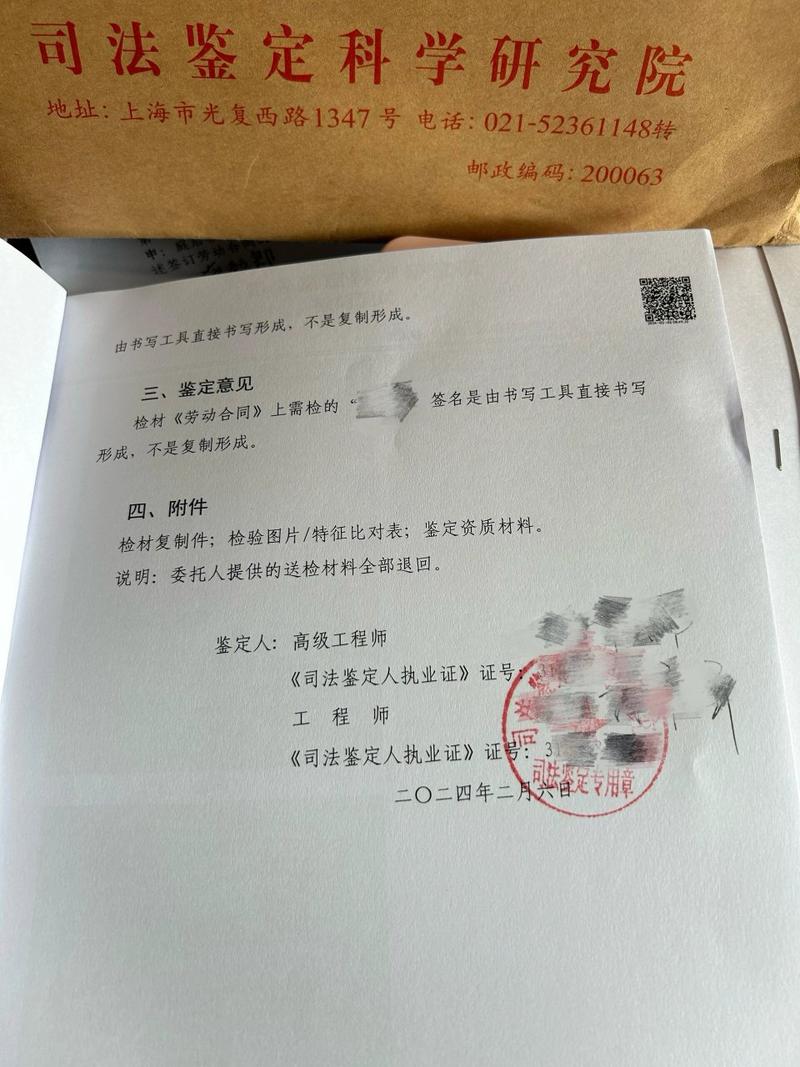 司法鉴定科学研究院
地址：上海市光复西路1347 号 电话：021-52361148转
邮政编码：200063
由书写工具直接书写形成，不是复制形成。
三、鉴定意见
检材《劳动合同》上需检的“ 签名是由书写工具直接书写
形成，不是复制形成。
四、附件
检材复制件；检验图片/特征比对表；鉴定资质材料。
说明：委托人提供的送检材料全部退回。
鉴定人：高级工程师
《司法鉴定人执业证》证号：
工 程 师
《司法鉴定人执业证》证号：31
二〇二四年二月六日
司法鉴定专用章